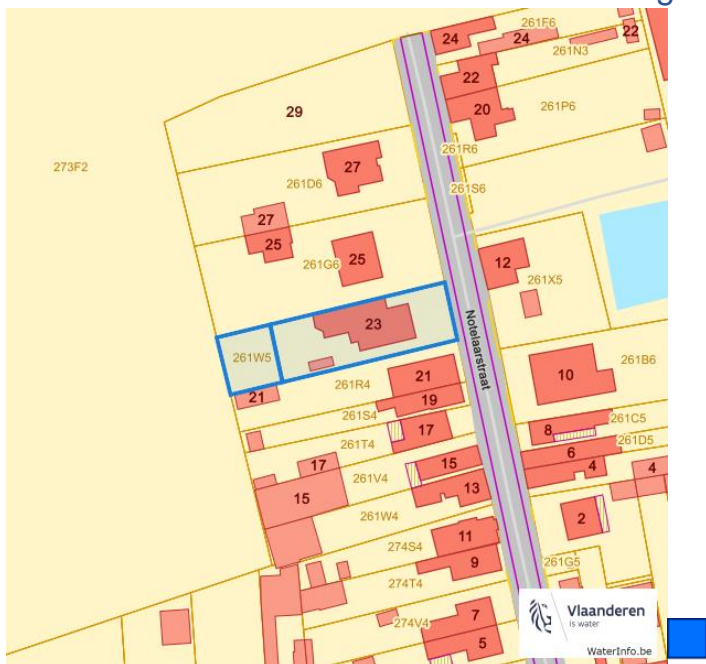 24
261F6
24
22
261N3
22
29
20
261P6
273F2
27
261D6
261R6
261S6
27
25
25
261G6
12
261X5
23
Notelaarstraat
261W5
21
261R4
21
19
261S4
10
261B6
17
261T4
8
261C5
261D5
6
17
261V4
15
4
4
15
13
261W4
2
11
274S4
9
261G5
274T4
7
274V4
5
Vlaanderen
is water
WaterInfo.be